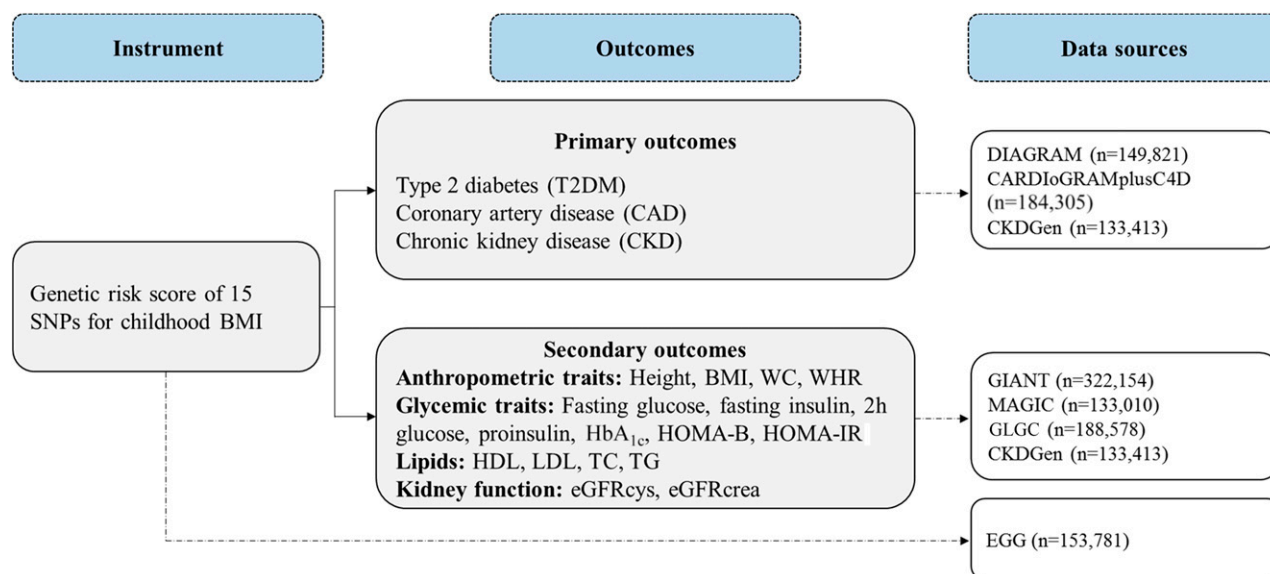 Instrument
Outcomes
Data sources
Primary outcomes
Type 2 diabetes (T2DM)
Coronary artery disease (CAD)
Chronic kidney disease (CKD)
DIAGRAM (n=149,821)
CARDIoGRAMplusC4D
(n=184,305)
CKDGen (n=133,413)
Genetic risk score of 15
SNPs for childhood BMI
Secondary outcomes
Anthropometric traits: Height, BMI, WC, WHR
Glycemic traits: Fasting glucose, fasting insulin, 2h
glucose, proinsulin, HbA1c, HOMA-B, HOMA-IR
Lipids: HDL, LDL, TC, TG
Kidney function: eGFRcys, eGFRcrea
GIANT (n=322,154)
MAGIC (n=133,010)
GLGC (n=188,578)
CKDGen (n=133,413)
EGG (n=153,781)